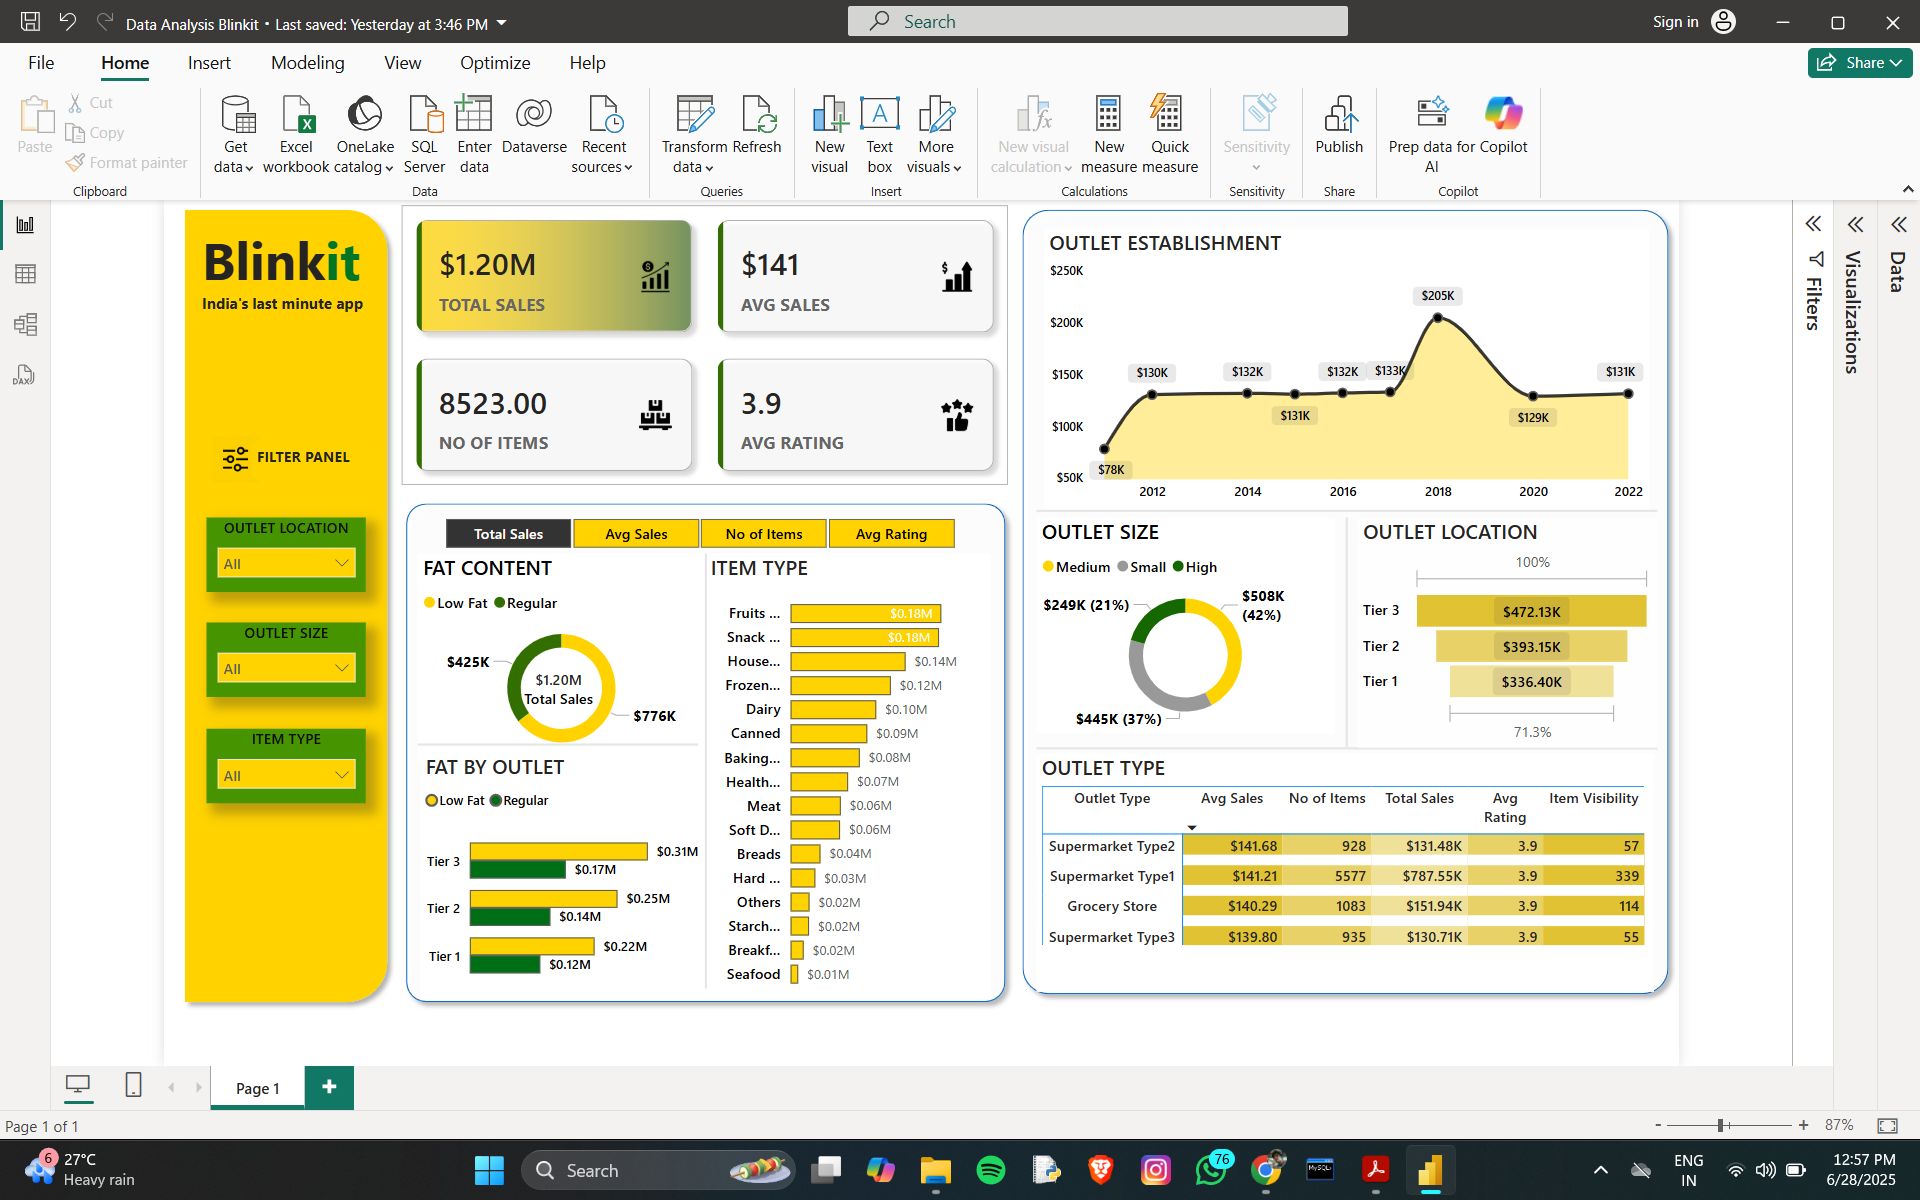 Data Analysis Blinkit • Last saved: Yesterday at 3:46 PM
Search
Sign in
File Home Insert Modeling View Optimize Help
Share
Paste
Cut
Copy
Format painter
Clipboard
Get data
Excel workbook
OneLake catalog
SQL Server
Enter data
Dataverse
Recent sources
Data
Transform data
Refresh
Queries
New visual
Text box
More visuals
Insert
New visual calculation
New measure
Quick measure
Calculations
Sensitivity
Sensitivity
Publish
Share
Prep data for AI
Copilot
Copilot
Blinkit
India's last minute app
FILTER PANEL
OUTLET LOCATION
All
OUTLET SIZE
All
ITEM TYPE
All
$1.20M
TOTAL SALES
$141
AVG SALES
8523.00
NO OF ITEMS
3.9
AVG RATING
Total Sales Avg Sales No of Items Avg Rating
FAT CONTENT
Low Fat Regular
$425K
$1.20M
Total Sales
$776K
FAT BY OUTLET
Low Fat Regular
Tier 3 $0.31M
$0.17M
Tier 2 $0.25M
$0.14M
Tier 1 $0.22M
$0.12M
ITEM TYPE
Fruits ... $0.18M
Snack ... $0.18M
House... $0.14M
Frozen... $0.12M
Dairy $0.10M
Canned $0.09M
Baking... $0.08M
Health... $0.07M
Meat $0.06M
Soft D... $0.06M
Breads $0.04M
Hard ... $0.03M
Others $0.02M
Starch... $0.02M
Breakf... $0.02M
Seafood $0.01M
OUTLET ESTABLISHMENT
$250K
$200K
$150K
$100K
$50K
$78K
$130K
$132K
$131K
$132K
$133K
$205K
$129K
$131K
2012 2014 2016 2018 2020 2022
OUTLET SIZE
Medium Small High
$249K (21%)
$508K
(42%)
$445K (37%)
OUTLET LOCATION
100%
Tier 3 $472.13K
Tier 2 $393.15K
Tier 1 $336.40K
71.3%
OUTLET TYPE
Outlet Type Avg Sales No of Items Total Sales Avg Rating Item Visibility
Supermarket Type2 $141.68 928 $131.48K 3.9 57
Supermarket Type1 $141.21 5577 $787.55K 3.9 339
Grocery Store $140.29 1083 $151.94K 3.9 114
Supermarket Type3 $139.80 935 $130.71K 3.9 55
Filters
Visualizations
Data
DAX
Page 1
Page 1 of 1
87%
6
27°C
Heavy rain
Search
76
MySQL
ENG
IN
12:57 PM
6/28/2025